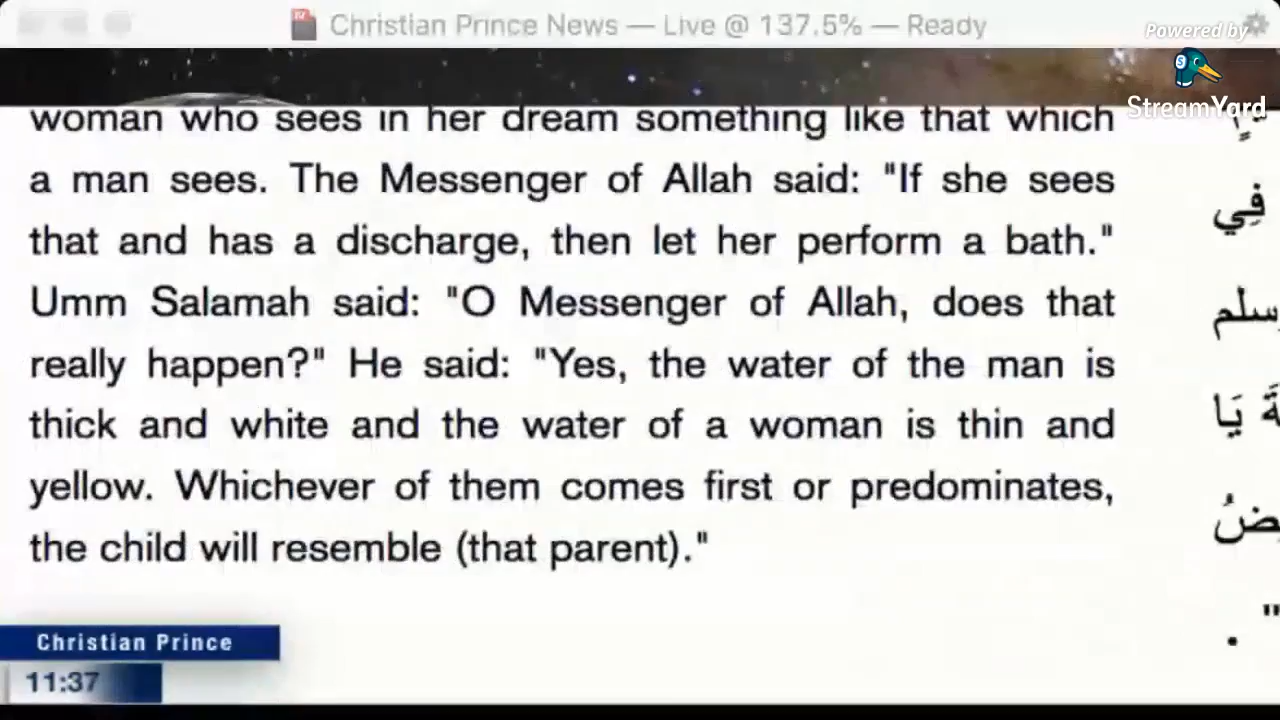 Christian Prince News — Live @ 137.5% — Ready
Powered by
StreamYard
woman who sees in her dream something like that which
a man sees. The Messenger of Allah said: "If she sees
that and has a discharge, then let her perform a bath."
Umm Salamah said: "O Messenger of Allah, does that
really happen?" He said: "Yes, the water of the man is
thick and white and the water of a woman is thin and
yellow. Whichever of them comes first or predominates,
the child will resemble (that parent)."
فِي
يَا
" .
Christian Prince
11:37